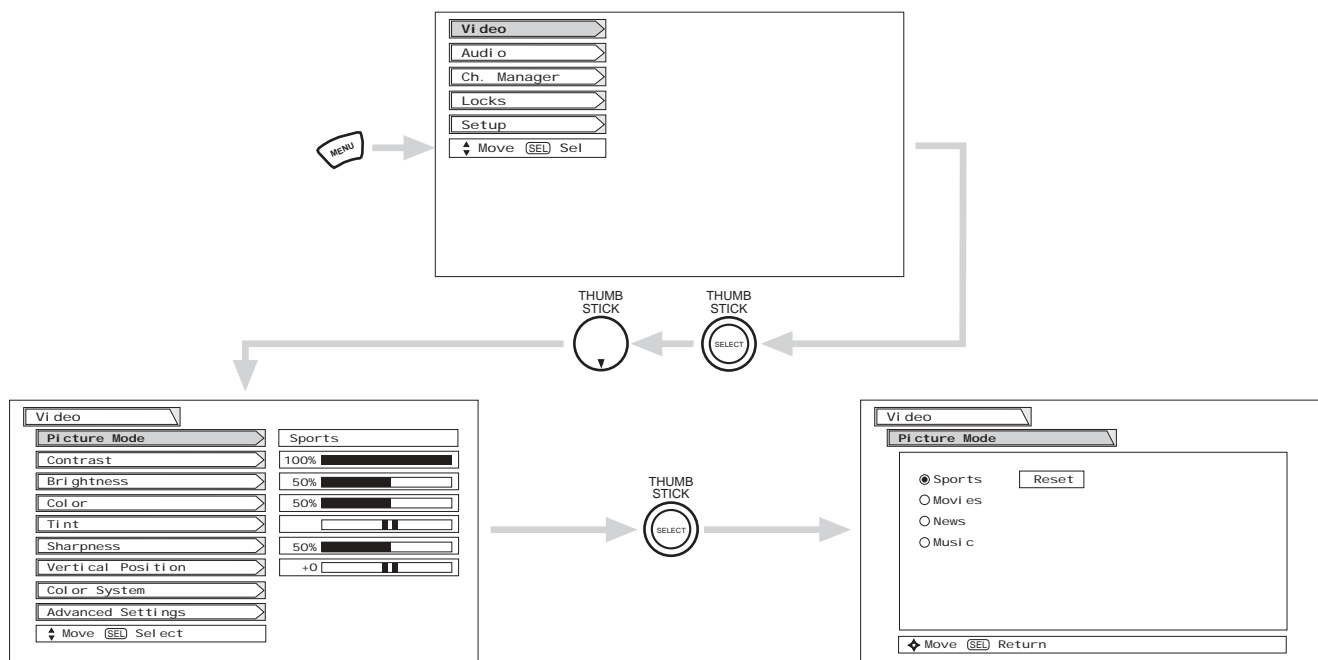 Video
Audio
Ch. Manager
Locks
Setup
Move SEL Sel
MENU
THUMB
STICK
THUMB
STICK
SELECT
Video
Picture Mode Sports
Contrast 100%
Brightness 50%
Color 50%
Tint
Sharpness 50%
Vertical Position +0
Color System
Advanced Settings
Move SEL Select
THUMB
STICK
SELECT
Video
Picture Mode
Sports Reset
Movies
News
Music
Move SEL Return